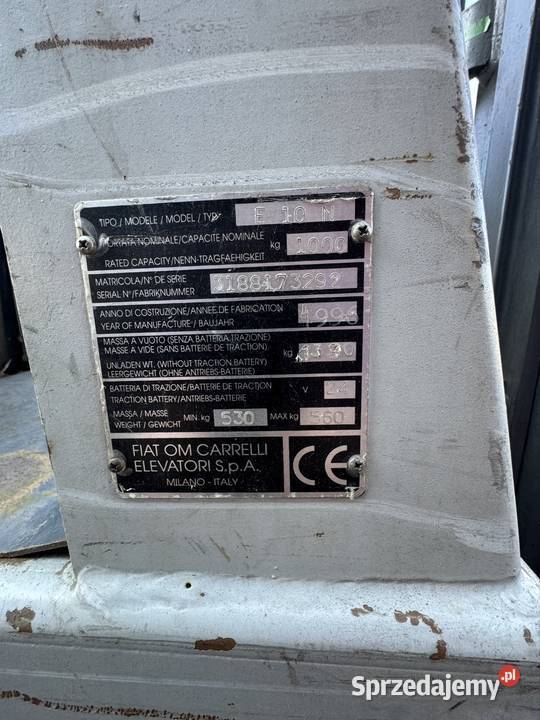 TIPO / MODELE / MODEL / TYP E 10 N
PORTATA NOMINALE/CAPACITE NOMINALE kg 1000
RATED CAPACITY/NENN-TRAGFAEHIGKEIT
MATRICOLA/N° DE SERIE
SERIAL N°/FABRIKNUMMER
ANNO DI COSTRUZIONE/ANNEE DE FABRICATION 1996
YEAR OF MANUFACTURE / BAUJAHR
MASSA A VUOTO (SENZA BATTERIA TRAZIONE)
MASSE A VIDE (SANS BATTERIE DE TRACTION) kg
UNLADEN WT. (WITHOUT TRACTION BATTERY)
LEERGEWICHT (OHNE ANTRIEBS-BATTERIE)
BATTERIA DI TRAZIONE/BATTERIE DE TRACTION V 24
TRACTION BATTERY/ANTRIEBS-BATTERIE
MASSA / MASSE MIN. kg 530 MAX kg 560
WEIGHT / GEWICHT
FIAT OM CARRELLI
ELEVATORI S.p.A.
MILANO - ITALY
CE
Sprzedajemy.pl